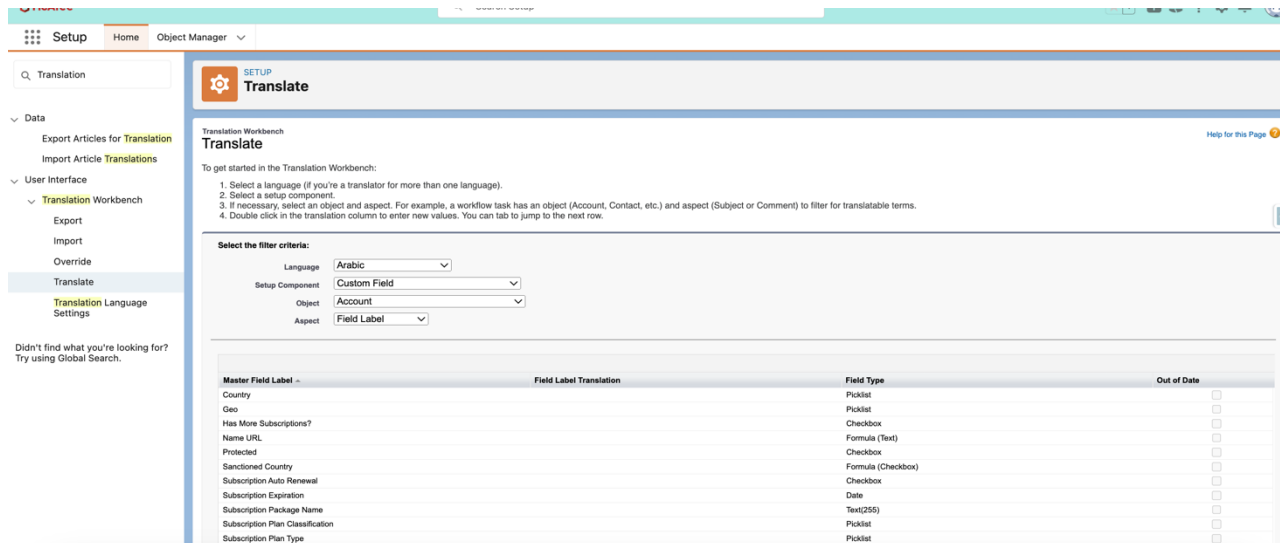 Setup
Home
Object Manager
Translation
Data
Export Articles for Translation
Import Article Translations
User Interface
Translation Workbench
Export
Import
Override
Translate
Translation Language
Settings
Didn't find what you're looking for?
Try using Global Search.
SETUP
Translate
Translation Workbench
Translate
Help for this Page ?
To get started in the Translation Workbench:
1. Select a language (if you're a translator for more than one language).
2. Select a setup component.
3. If necessary, select an object and aspect. For example, a workflow task has an object (Account, Contact, etc.) and aspect (Subject or Comment) to filter for translatable terms.
4. Double click in the translation column to enter new values. You can tab to jump to the next row.
Select the filter criteria:
Language Arabic
Setup Component Custom Field
Object Account
Aspect Field Label
Master Field Label Field Label Translation Field Type Out of Date
Country Picklist
Geo Picklist
Has More Subscriptions? Checkbox
Name URL Formula (Text)
Protected Checkbox
Sanctioned Country Formula (Checkbox)
Subscription Auto Renewal Checkbox
Subscription Expiration Date
Subscription Package Name Text(255)
Subscription Plan Classification Picklist
Subscription Plan Type Picklist